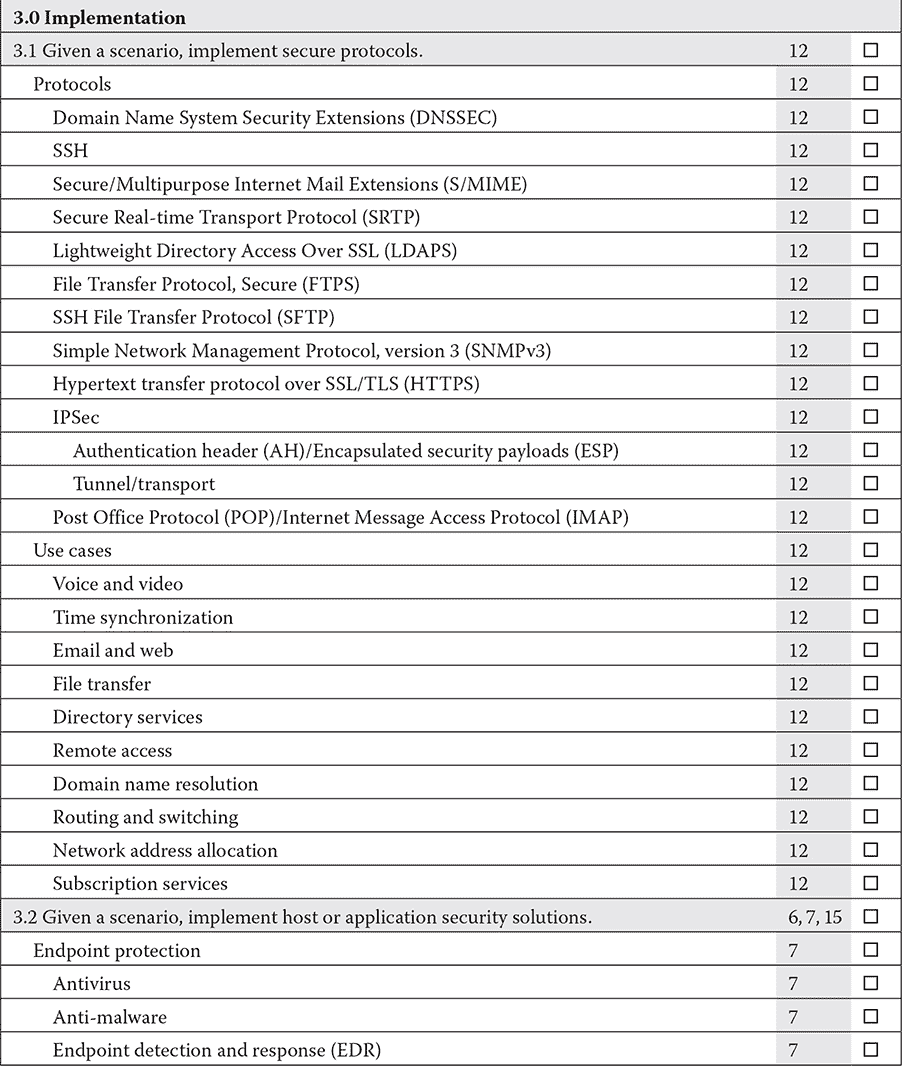 3.0 Implementation
3.1 Given a scenario, implement secure protocols. 12 □
Protocols 12 □
Domain Name System Security Extensions (DNSSEC) 12 □
SSH 12 □
Secure/Multipurpose Internet Mail Extensions (S/MIME) 12 □
Secure Real-time Transport Protocol (SRTP) 12 □
Lightweight Directory Access Over SSL (LDAPS) 12 □
File Transfer Protocol, Secure (FTPS) 12 □
SSH File Transfer Protocol (SFTP) 12 □
Simple Network Management Protocol, version 3 (SNMPv3) 12 □
Hypertext transfer protocol over SSL/TLS (HTTPS) 12 □
IPSec 12 □
Authentication header (AH)/Encapsulated security payloads (ESP) 12 □
Tunnel/transport 12 □
Post Office Protocol (POP)/Internet Message Access Protocol (IMAP) 12 □
Use cases 12 □
Voice and video 12 □
Time synchronization 12 □
Email and web 12 □
File transfer 12 □
Directory services 12 □
Remote access 12 □
Domain name resolution 12 □
Routing and switching 12 □
Network address allocation 12 □
Subscription services 12 □
3.2 Given a scenario, implement host or application security solutions. 6, 7, 15 □
Endpoint protection 7 □
Antivirus 7 □
Anti-malware 7 □
Endpoint detection and response (EDR) 7 □